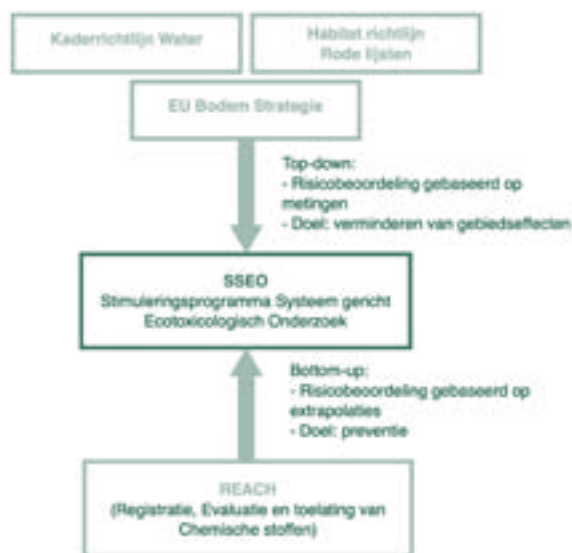 Kaderrichtlijn Water
Habitat richtlijn
Rode lijsten
EU Bodem Strategie
Top-down:
- Risicobeoordeling gebaseerd op
metingen
- Doel: verminderen van gebiedseffecten
SSEO
Stimuleringsprogramma Systeem gericht
Ecotoxicologisch Onderzoek
Bottom-up:
- Risicobeoordeling gebaseerd op
extrapolaties
- Doel: preventie
REACH
(Registratie, Evaluatie en toelating van
Chemische stoffen)